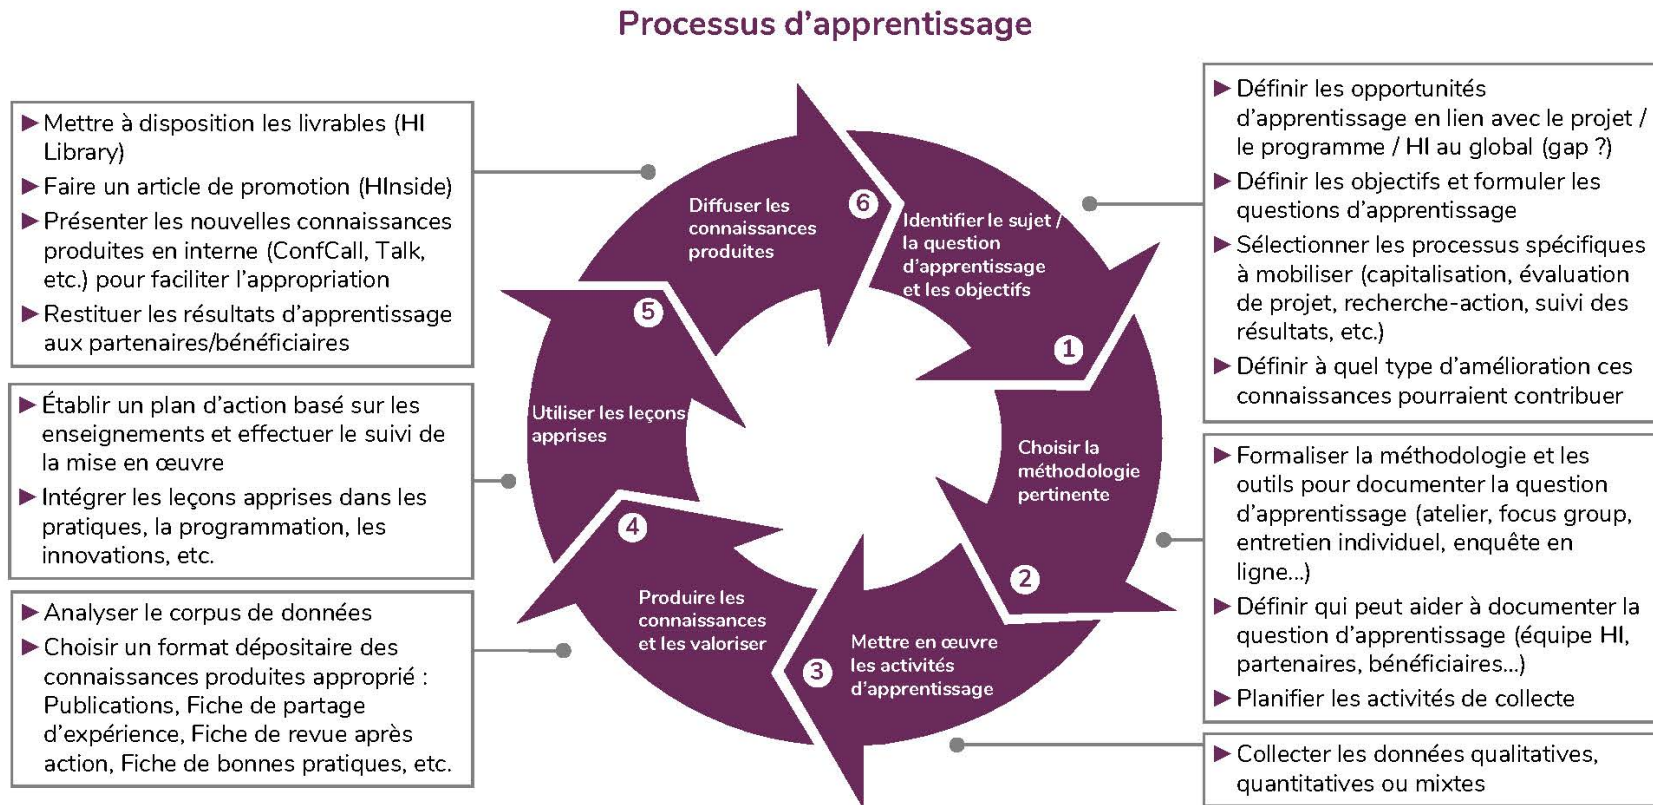 Processus d'apprentissage
▶ Définir les opportunités
d'apprentissage en lien avec le projet /
le programme / HI au global (gap ?)
▶ Définir les objectifs et formuler les
questions d'apprentissage
▶ Sélectionner les processus spécifiques
à mobiliser (capitalisation, évaluation
de projet, recherche-action, suivi des
résultats, etc.)
▶ Définir à quel type d'amélioration ces
connaissances pourraient contribuer
▶ Formaliser la méthodologie et les
outils pour documenter la question
d'apprentissage (atelier, focus group,
entretien individuel, enquête en
ligne...)
▶ Définir qui peut aider à documenter la
question d'apprentissage (équipe HI,
partenaires, bénéficiaires...)
▶ Planifier les activités de collecte
▶ Collecter les données qualitatives,
quantitatives ou mixtes
▶ Analyser le corpus de données
▶ Choisir un format dépositaire des
connaissances produites approprié :
Publications, Fiche de partage
d'expérience, Fiche de revue après
action, Fiche de bonnes pratiques, etc.
▶ Établir un plan d'action basé sur les
enseignements et effectuer le suivi de
la mise en œuvre
▶ Intégrer les leçons apprises dans les
pratiques, la programmation, les
innovations, etc.
▶ Mettre à disposition les livrables (HI
Library)
▶ Faire un article de promotion (HInside)
▶ Présenter les nouvelles connaissances
produites en interne (ConfCall, Talk,
etc.) pour faciliter l'appropriation
▶ Restituer les résultats d'apprentissage
aux partenaires/bénéficiaires
Identifier le sujet /
la question
d'apprentissage
et les objectifs
1
Choisir la
méthodologie
pertinente
2
Mettre en œuvre
les activités
d'apprentissage
3
Produire les
connaissances
et les valoriser
4
Utiliser les leçons
apprises
5
Diffuser les
connaissances
produites
6